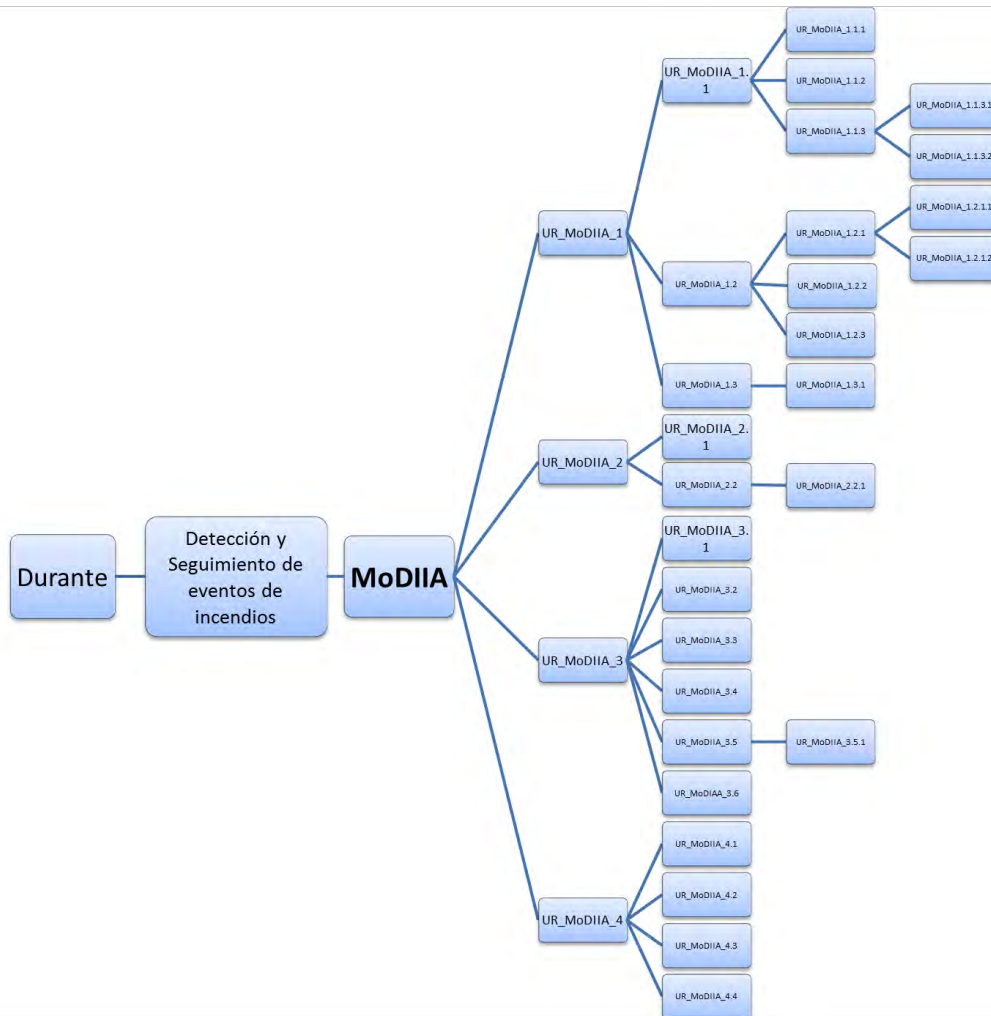 Durante
Detección y
Seguimiento de
eventos de
incendios
MoDIIA
UR_MoDIIA_1
UR_MoDIIA_1.
1
UR_MoDIIA_1.1.1
UR_MoDIIA_1.1.2
UR_MoDIIA_1.1.3
UR_MoDIIA_1.1.3.1
UR_MoDIIA_1.1.3.2
UR_MoDIIA_1.2
UR_MoDIIA_1.2.1
UR_MoDIIA_1.2.1.1
UR_MoDIIA_1.2.1.2
UR_MoDIIA_1.2.2
UR_MoDIIA_1.2.3
UR_MoDIIA_1.3
UR_MoDIIA_1.3.1
UR_MoDIIA_2
UR_MoDIIA_2.
1
UR_MoDIIA_2.2
UR_MoDIIA_2.2.1
UR_MoDIIA_3
UR_MoDIIA_3.
1
UR_MoDIIA_3.2
UR_MoDIIA_3.3
UR_MoDIIA_3.4
UR_MoDIIA_3.5
UR_MoDIIA_3.5.1
UR_MoDIAA_3.6
UR_MoDIIA_4
UR_MoDIIA_4.1
UR_MoDIIA_4.2
UR_MoDIIA_4.3
UR_MoDIIA_4.4